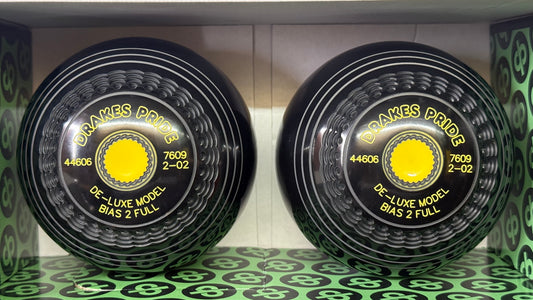 DRAKES PRIDE
44606 7609
2-02
DE-LUXE MODEL
BIAS 2 FULL
DRAKES PRIDE
44606 7609
2-02
DE-LUXE MODEL
BIAS 2 FULL